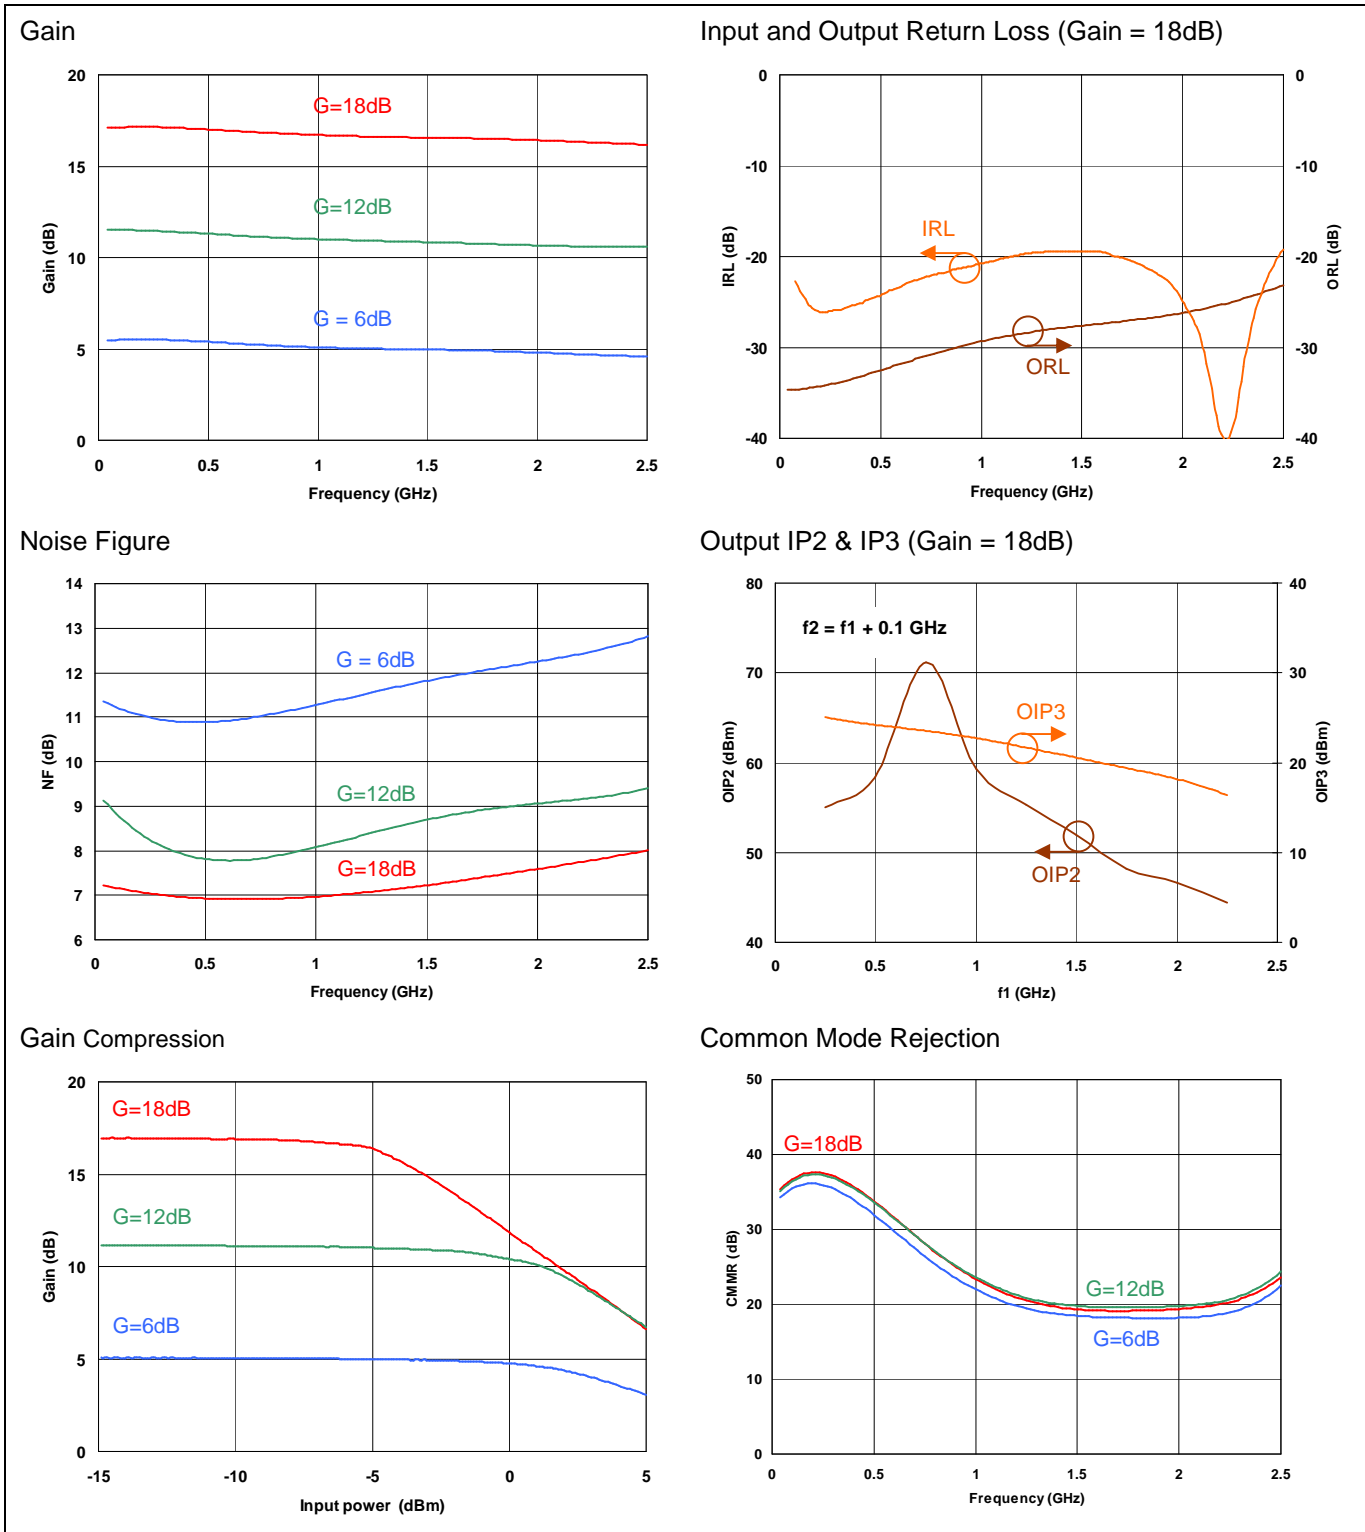 Gain
20
15
10
5
0
Gain (dB)
G=18dB
G=12dB
G = 6dB
0 0.5 1 1.5 2 2.5
Frequency (GHz)
Input and Output Return Loss (Gain = 18dB)
0
-10
-20
-30
-40
IRL (dB)
IRL
ORL
0
-10
-20
-30
-40
ORL (dB)
0 0.5 1 1.5 2 2.5
Frequency (GHz)
Noise Figure
14
13
12
11
10
9
8
7
6
NF (dB)
G = 6dB
G=12dB
G=18dB
0 0.5 1 1.5 2 2.5
Frequency (GHz)
Output IP2 & IP3 (Gain = 18dB)
80
70
60
50
40
OIP2 (dBm)
f2 = f1 + 0.1 GHz
OIP3
OIP2
40
30
20
10
0
OIP3 (dBm)
0 0.5 1 1.5 2 2.5
f1 (GHz)
Gain Compression
20
15
10
5
0
Gain (dB)
G=18dB
G=12dB
G=6dB
-15 -10 -5 0 5
Input power (dBm)
Common Mode Rejection
50
40
30
20
10
0
CMMR (dB)
G=18dB
G=12dB
G=6dB
0 0.5 1 1.5 2 2.5
Frequency (GHz)